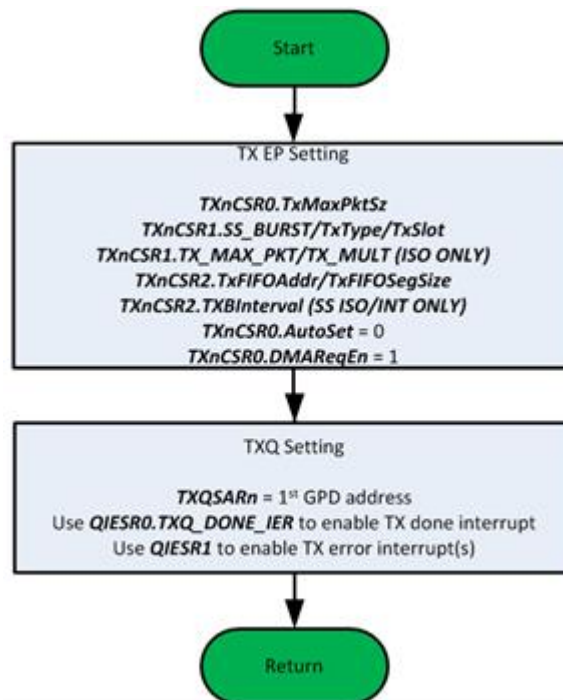 Start
TX EP Setting
TXnCSR0.TxMaxPktSz
TXnCSR1.SS_BURST/TxType/TxSlot
TXnCSR1.TX_MAX_PKT/TX_MULT (ISO ONLY)
TXnCSR2.TxFIFOAddr/TxFIFOSegSize
TXnCSR2.TXBInterval (SS ISO/INT ONLY)
TXnCSR0.AutoSet = 0
TXnCSR0.DMAReqEn = 1
TXQ Setting
TXQSARn = 1st GPD address
Use QIESR0.TXQ_DONE_IER to enable TX done interrupt
Use QIESR1 to enable TX error interrupt(s)
Return